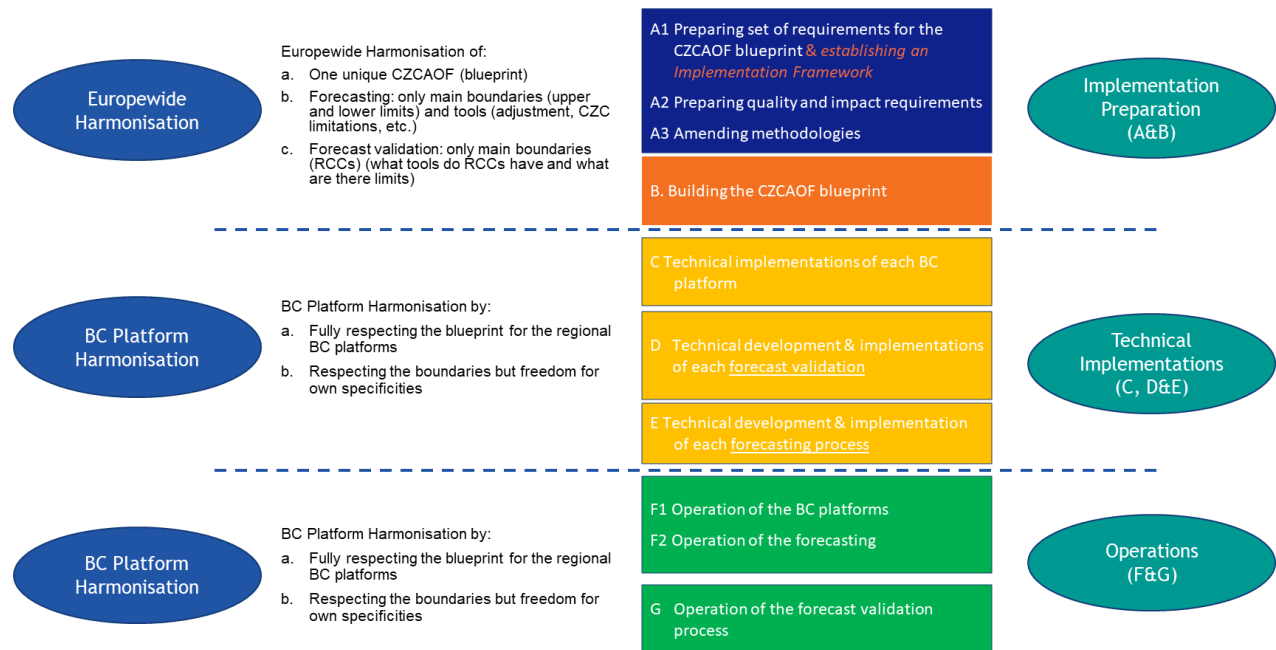 Europewide
Harmonisation
Europewide Harmonisation of:
a. One unique CZCAOF (blueprint)
b. Forecasting: only main boundaries (upper
and lower limits) and tools (adjustment, CZC
limitations, etc.)
c. Forecast validation: only main boundaries
(RCCs) (what tools do RCCs have and what
are there limits)
A1 Preparing set of requirements for the
CZCAOF blueprint & establishing an
Implementation Framework
A2 Preparing quality and impact requirements
A3 Amending methodologies
B. Building the CZCAOF blueprint
Implementation
Preparation
(A&B)
BC Platform
Harmonisation
BC Platform Harmonisation by:
a. Fully respecting the blueprint for the regional
BC platforms
b. Respecting the boundaries but freedom for
own specificities
C Technical implementations of each BC
platform
D Technical development & implementations
of each forecast validation
E Technical development & implementation
of each forecasting process
Technical
Implementations
(C, D&E)
BC Platform
Harmonisation
BC Platform Harmonisation by:
a. Fully respecting the blueprint for the regional
BC platforms
b. Respecting the boundaries but freedom for
own specificities
F1 Operation of the BC platforms
F2 Operation of the forecasting
G Operation of the forecast validation
process
Operations
(F&G)